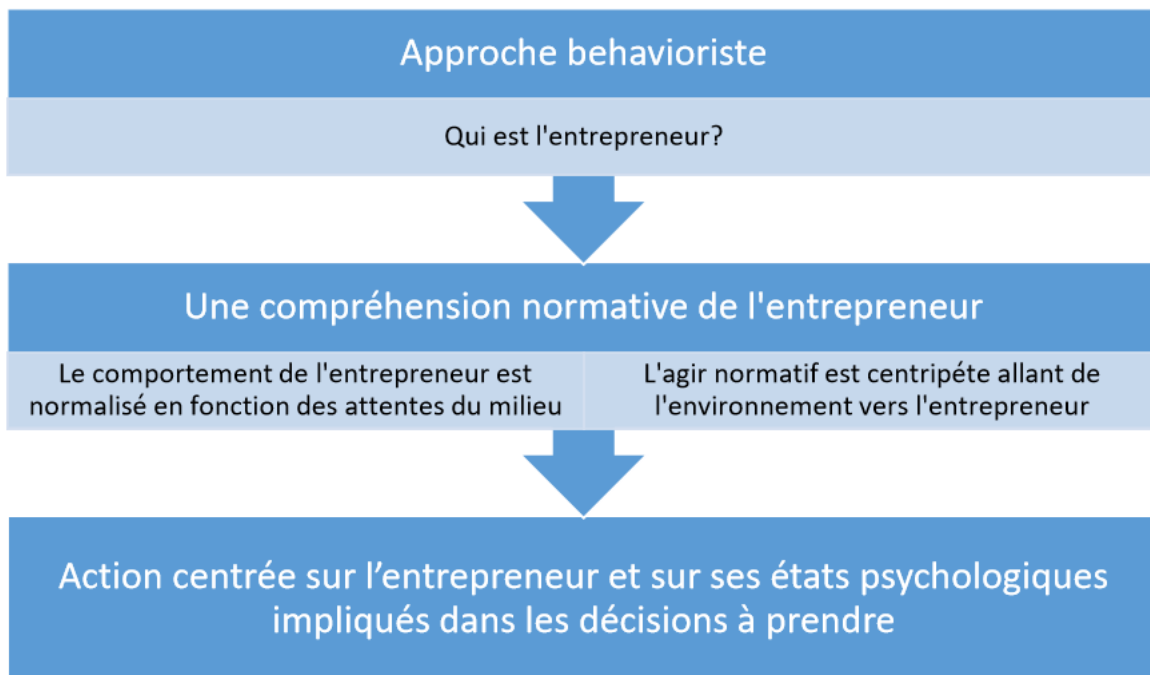 Approche behavioriste
Qui est l'entrepreneur?
Une compréhension normative de l'entrepreneur
Le comportement de l'entrepreneur est
normalisé en fonction des attentes du milieu
L'agir normatif est centripéte allant de
l'environnement vers l'entrepreneur
Action centrée sur l’entrepreneur et sur ses états psychologiques
impliqués dans les décisions à prendre